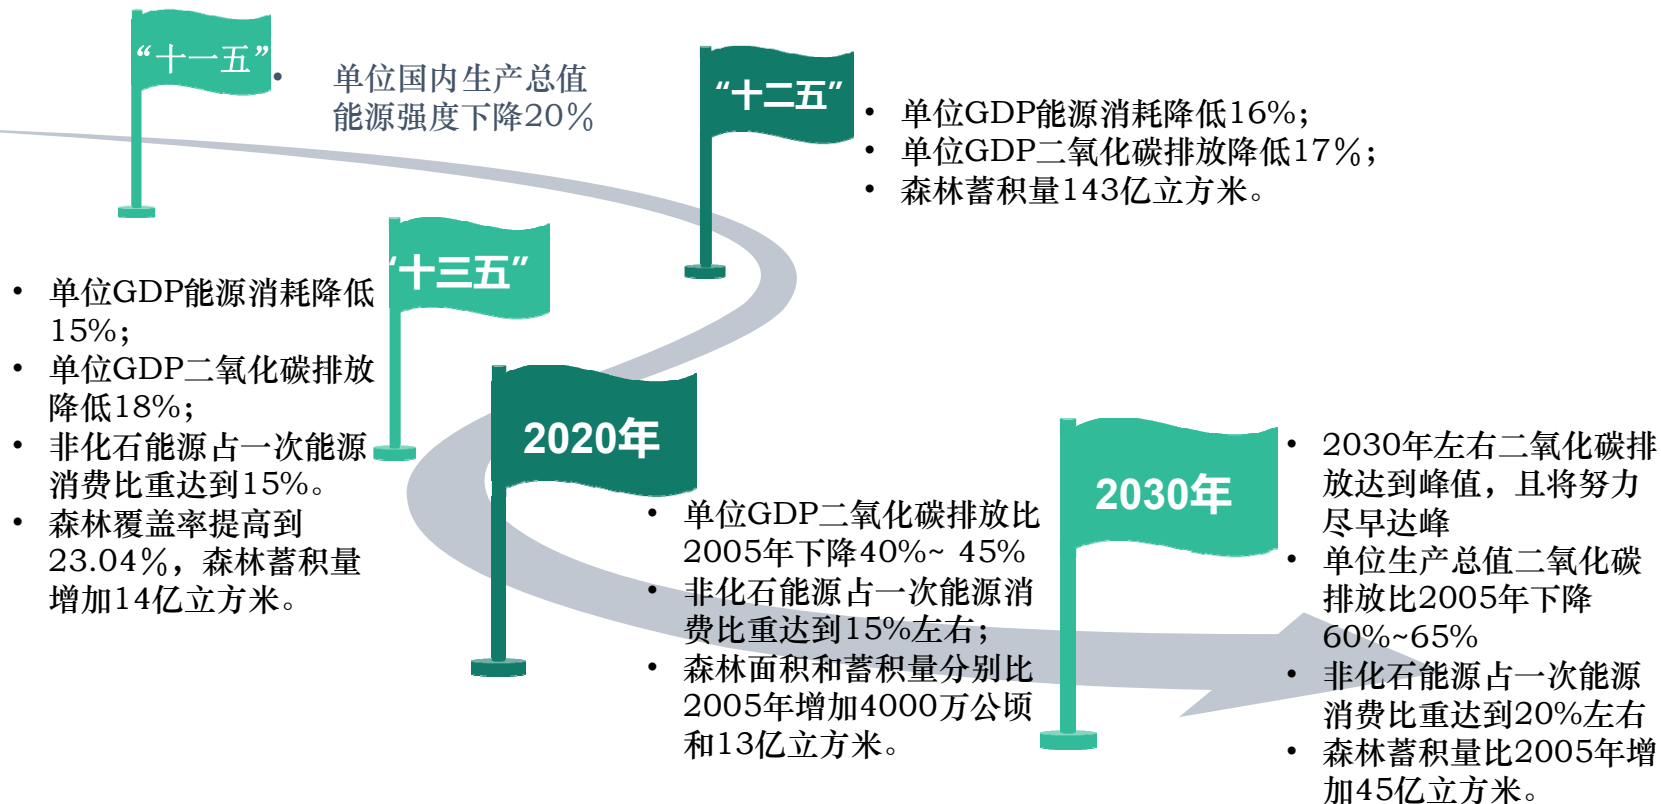 “十一五”
• 单位国内生产总值
能源强度下降20%
“十二五”
• 单位GDP能源消耗降低16%；
• 单位GDP二氧化碳排放降低17%；
• 森林蓄积量143亿立方米。
“十三五”
• 单位GDP能源消耗降低
15%；
• 单位GDP二氧化碳排放
降低18%；
• 非化石能源占一次能源
消费比重达到15%。
• 森林覆盖率提高到
23.04%，森林蓄积量
增加14亿立方米。
2020年
• 单位GDP二氧化碳排放比
2005年下降40%~ 45%
• 非化石能源占一次能源消
费比重达到15%左右；
• 森林面积和蓄积量分别比
2005年增加4000万公顷
和13亿立方米。
2030年
• 2030年左右二氧化碳排
放达到峰值，且将努力
尽早达峰
• 单位生产总值二氧化碳
排放比2005年下降
60%~65%
• 非化石能源占一次能源
消费比重达到20%左右
• 森林蓄积量比2005年增
加45亿立方米。